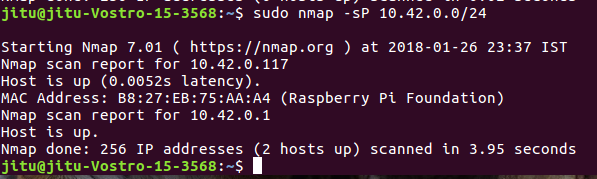 jitu@jitu-Vostro-15-3568:~$ sudo nmap -sP 10.42.0.0/24
Starting Nmap 7.01 ( https://nmap.org ) at 2018-01-26 23:37 IST
Nmap scan report for 10.42.0.117
Host is up (0.0052s latency).
MAC Address: B8:27:EB:75:AA:A4 (Raspberry Pi Foundation)
Nmap scan report for 10.42.0.1
Host is up.
Nmap done: 256 IP addresses (2 hosts up) scanned in 3.95 seconds
jitu@jitu-Vostro-15-3568:~$